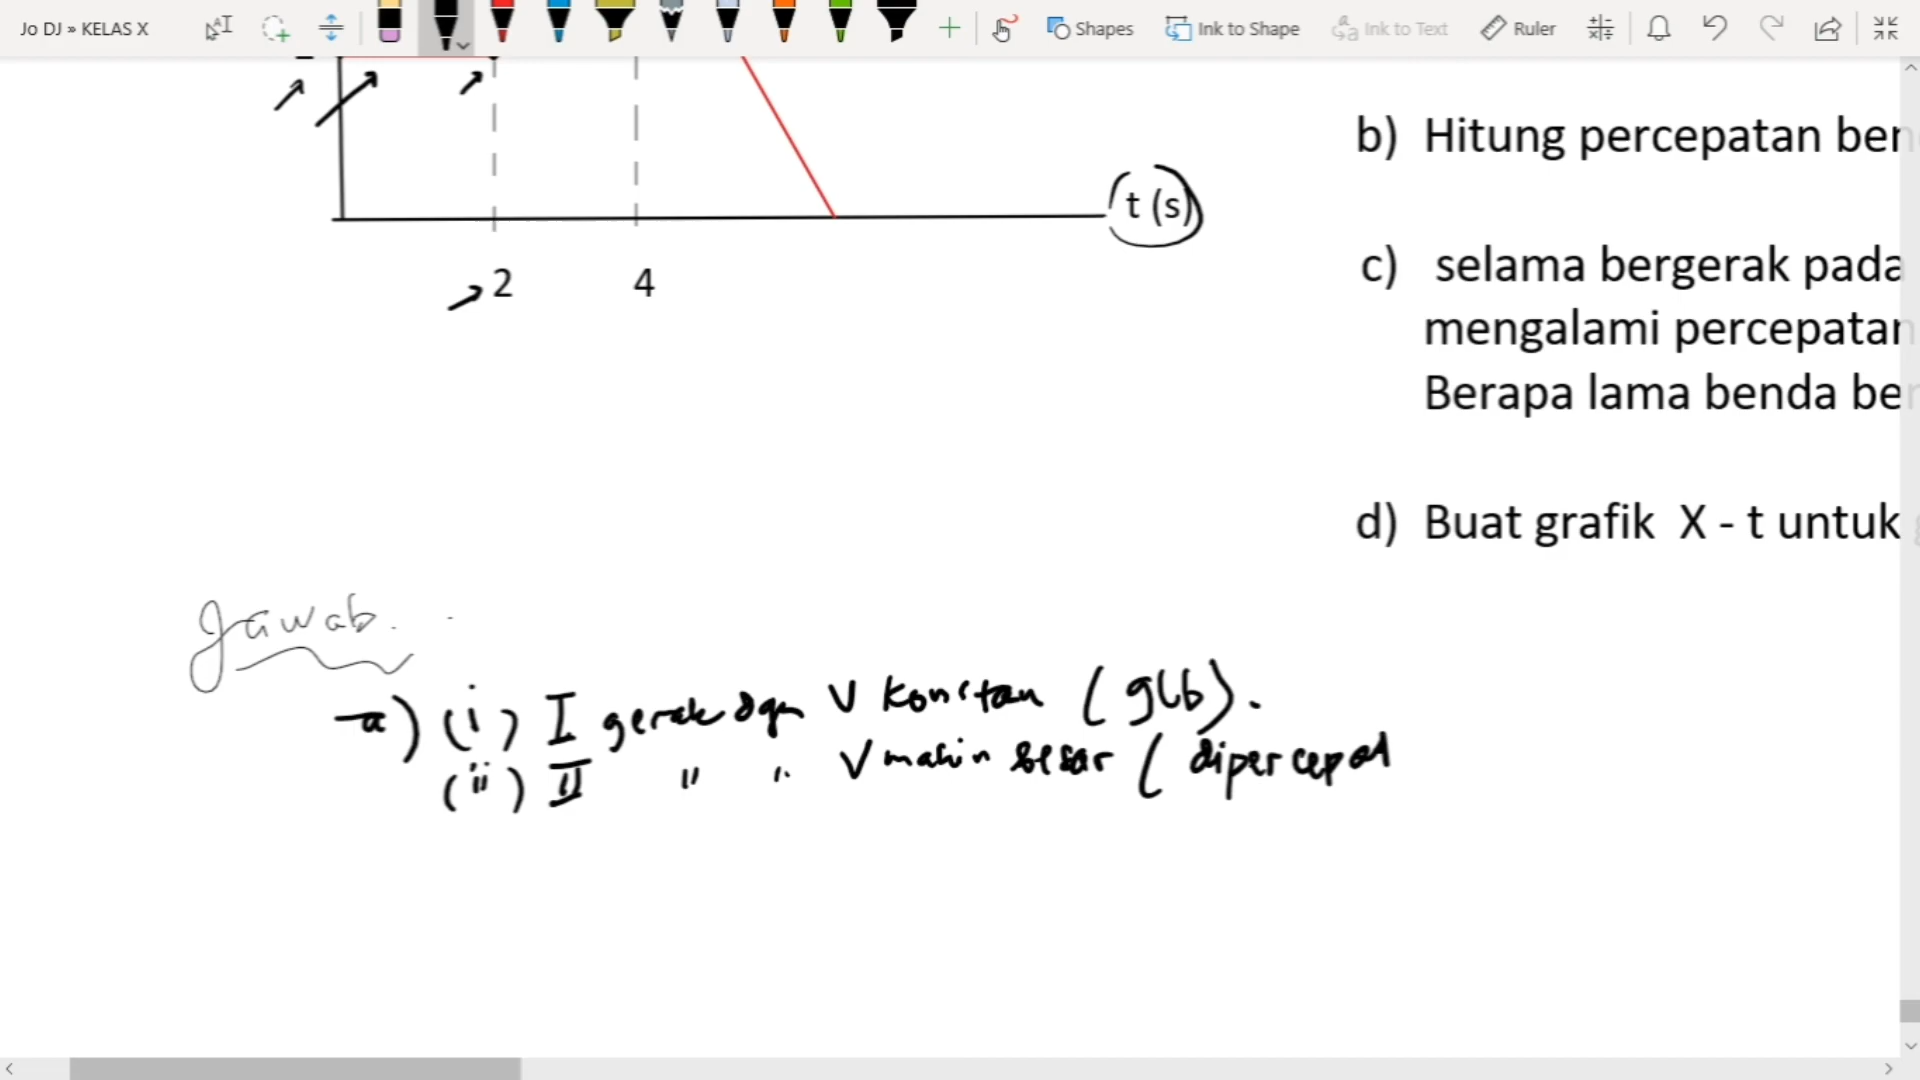 Jo DJ » KELAS X
Shapes
Ink to Shape
Ink to Text
Ruler
t (s)
2
4
b) Hitung percepatan ben
c) selama bergerak pada
mengalami percepatan
Berapa lama benda ber
d) Buat grafik X - t untuk
Jawab.
a) (i) I gerak dgn V konstan (glb).
(ii) II " " V makin besar ( dipercepat